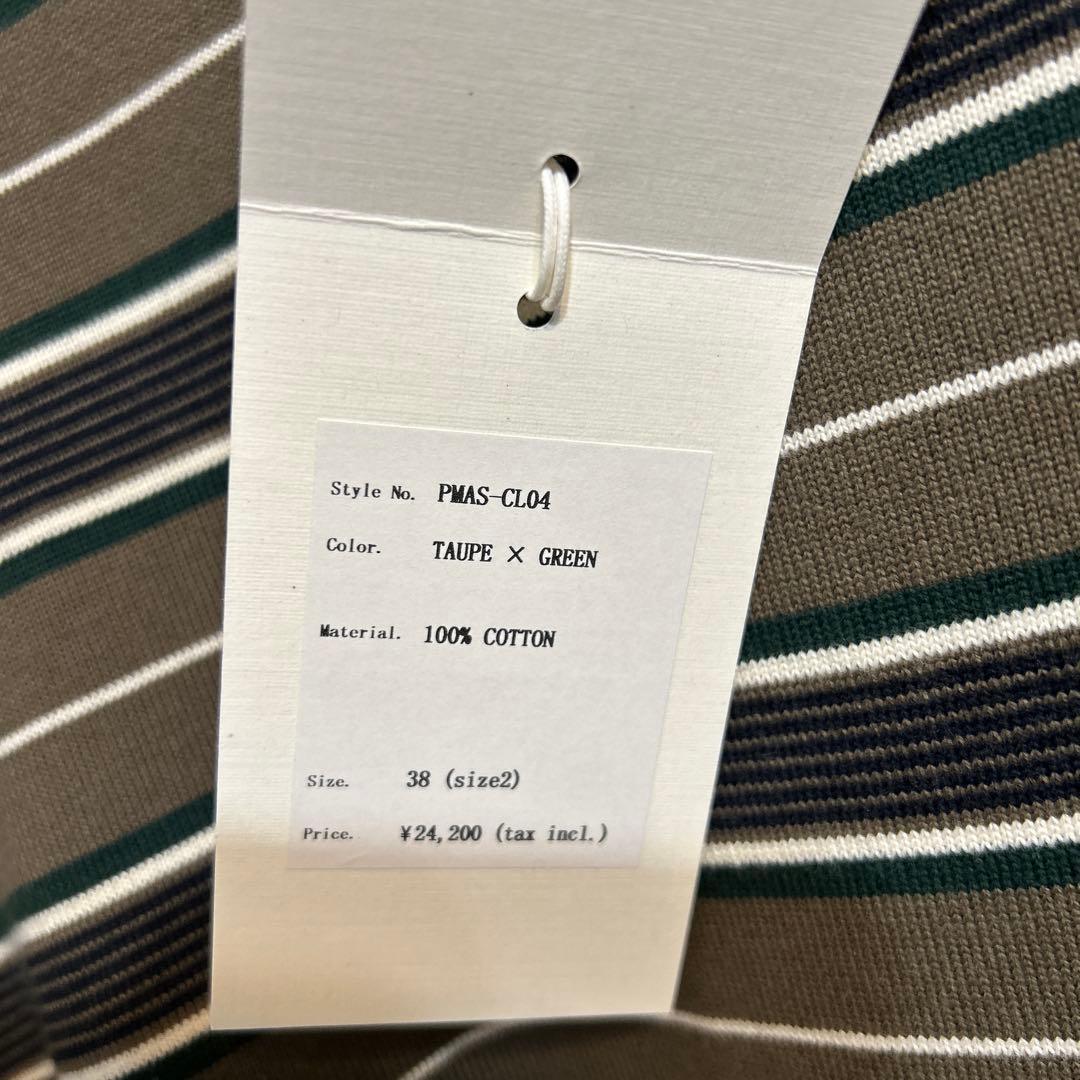 Style No. PMAS-CL04
Color. TAUPE × GREEN
Material. 100% COTTON
Size. 38 (size2)
Price. ¥24,200 (tax incl.)